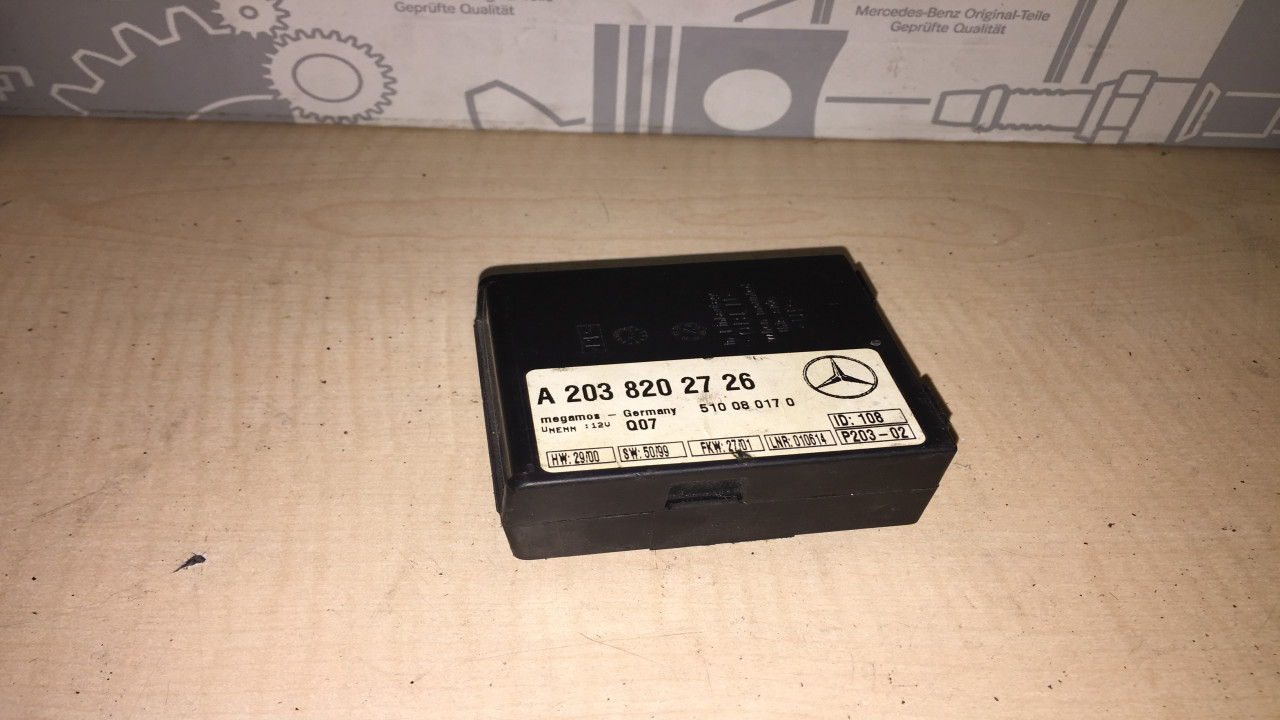 Geprüfte Qualität
Mercedes-Benz Original-Teile
Geprüfte Qualität
A 203 820 27 26
megamos - Germany 510 08 017 0
UNENN :12V Q07
ID: 108
HW: 29/00 SW: 50/99 FKW: 27/01 LNR: 010614 P203-02